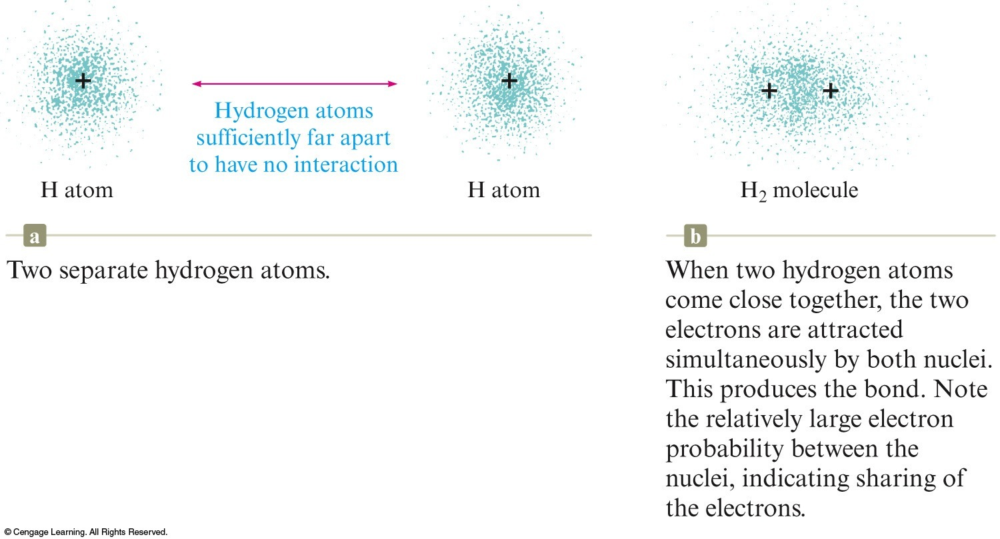 +
+
+
+
Hydrogen atoms
sufficiently far apart
to have no interaction
H atom
H atom
H₂ molecule
a
Two separate hydrogen atoms.
b
When two hydrogen atoms
come close together, the two
electrons are attracted
simultaneously by both nuclei.
This produces the bond. Note
the relatively large electron
probability between the
nuclei, indicating sharing of
the electrons.
© Cengage Learning. All Rights Reserved.